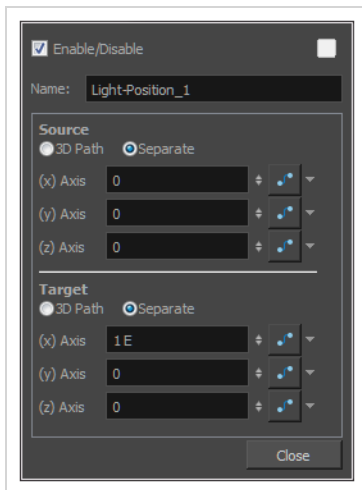 Enable/Disable
Name: Light-Position_1
Source
3D Path Separate
(x) Axis 0
(y) Axis 0
(z) Axis 0
Target
3D Path Separate
(x) Axis 1 E
(y) Axis 0
(z) Axis 0
Close